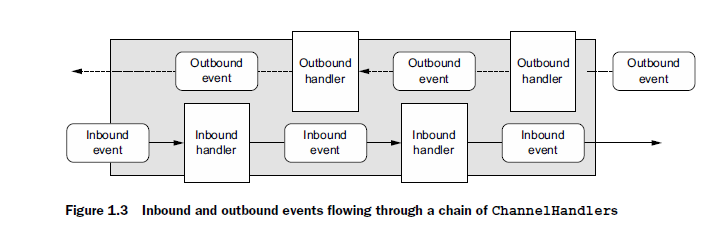 Outbound event
Outbound handler
Outbound event
Outbound handler
Outbound event
Inbound event
Inbound handler
Inbound event
Inbound handler
Inbound event
Figure 1.3 Inbound and outbound events flowing through a chain of ChannelHandlers